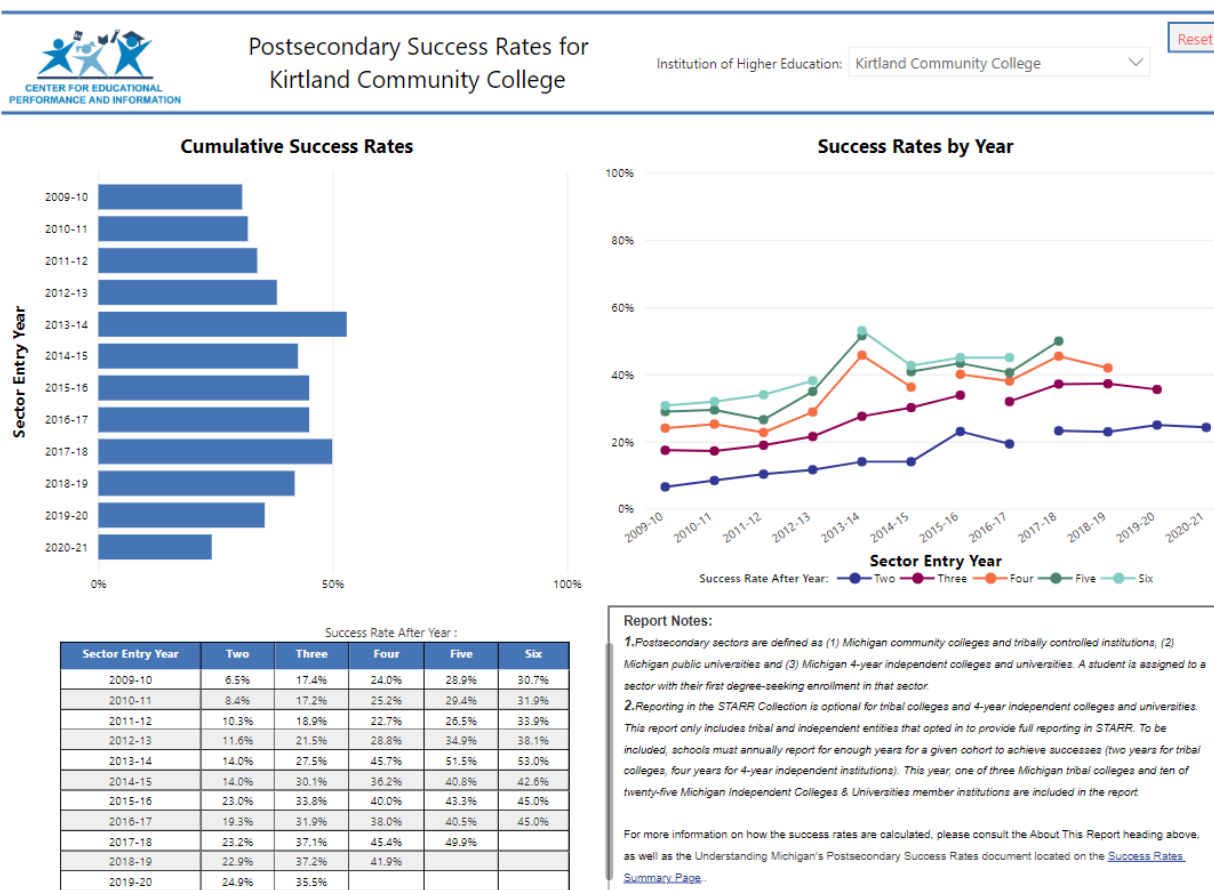 CENTER FOR EDUCATIONAL
PERFORMANCE AND INFORMATION
Postsecondary Success Rates for
Kirtland Community College
Institution of Higher Education: Kirtland Community College
Reset
Cumulative Success Rates
Sector Entry Year
2009-10
2010-11
2011-12
2012-13
2013-14
2014-15
2015-16
2016-17
2017-18
2018-19
2019-20
2020-21
0% 50% 100%
Success Rates by Year
100%
80%
60%
40%
20%
0%
2009-10 2010-11 2011-12 2012-13 2013-14 2014-15 2015-16 2016-17 2017-18 2018-19 2019-20 2020-21
Sector Entry Year
Success Rate After Year: Two Three Four Five Six
Success Rate After Year :
Sector Entry Year Two Three Four Five Six
2009-10 6.5% 17.4% 24.0% 28.9% 30.7%
2010-11 8.4% 17.2% 25.2% 29.4% 31.9%
2011-12 10.3% 18.9% 22.7% 26.5% 33.9%
2012-13 11.6% 21.5% 28.8% 34.9% 38.1%
2013-14 14.0% 27.5% 45.7% 51.5% 53.0%
2014-15 14.0% 30.1% 36.2% 40.8% 42.6%
2015-16 23.0% 33.8% 40.0% 43.3% 45.0%
2016-17 19.3% 31.9% 38.0% 40.5% 45.0%
2017-18 23.2% 37.1% 45.4% 49.9%
2018-19 22.9% 37.2% 41.9%
2019-20 24.9% 35.5%
Report Notes:
1.Postsecondary sectors are defined as (1) Michigan community colleges and tribally controlled institutions, (2)
Michigan public universities and (3) Michigan 4-year independent colleges and universities. A student is assigned to a
sector with their first degree-seeking enrollment in that sector.
2.Reporting in the STARR Collection is optional for tribal colleges and 4-year independent colleges and universities.
This report only includes tribal and independent entities that opted in to provide full reporting in STARR. To be
included, schools must annually report for enough years for a given cohort to achieve successes (two years for tribal
colleges, four years for 4-year independent institutions). This year, one of three Michigan tribal colleges and ten of
twenty-five Michigan Independent Colleges & Universities member institutions are included in the report.
For more information on how the success rates are calculated, please consult the About This Report heading above,
as well as the Understanding Michigan's Postsecondary Success Rates document located on the Success Rates
Summary Page..